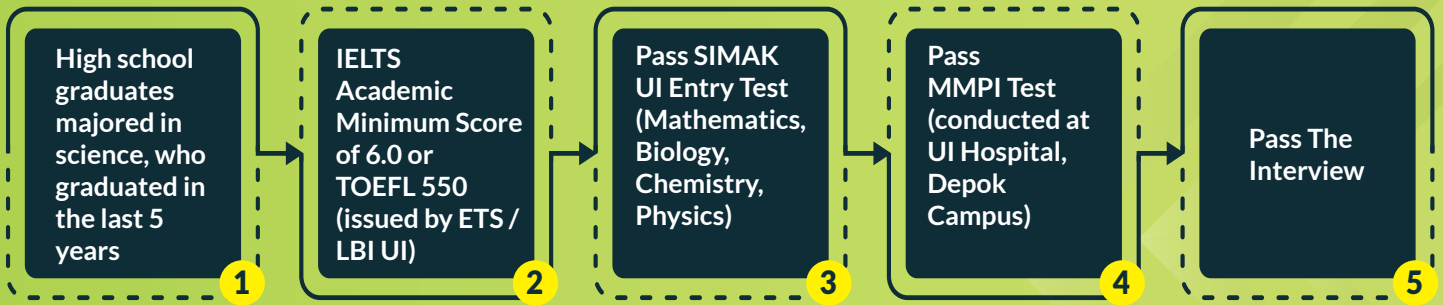 High school
graduates
majored in
science, who
graduated in
the last 5
years
1
IELTS
Academic
Minimum Score
of 6.0 or
TOEFL 550
(issued by ETS /
LBI UI)
2
Pass SIMAK
UI Entry Test
(Mathematics,
Biology,
Chemistry,
Physics)
3
Pass
MMPI Test
(conducted at
UI Hospital,
Depok
Campus)
4
Pass The
Interview
5